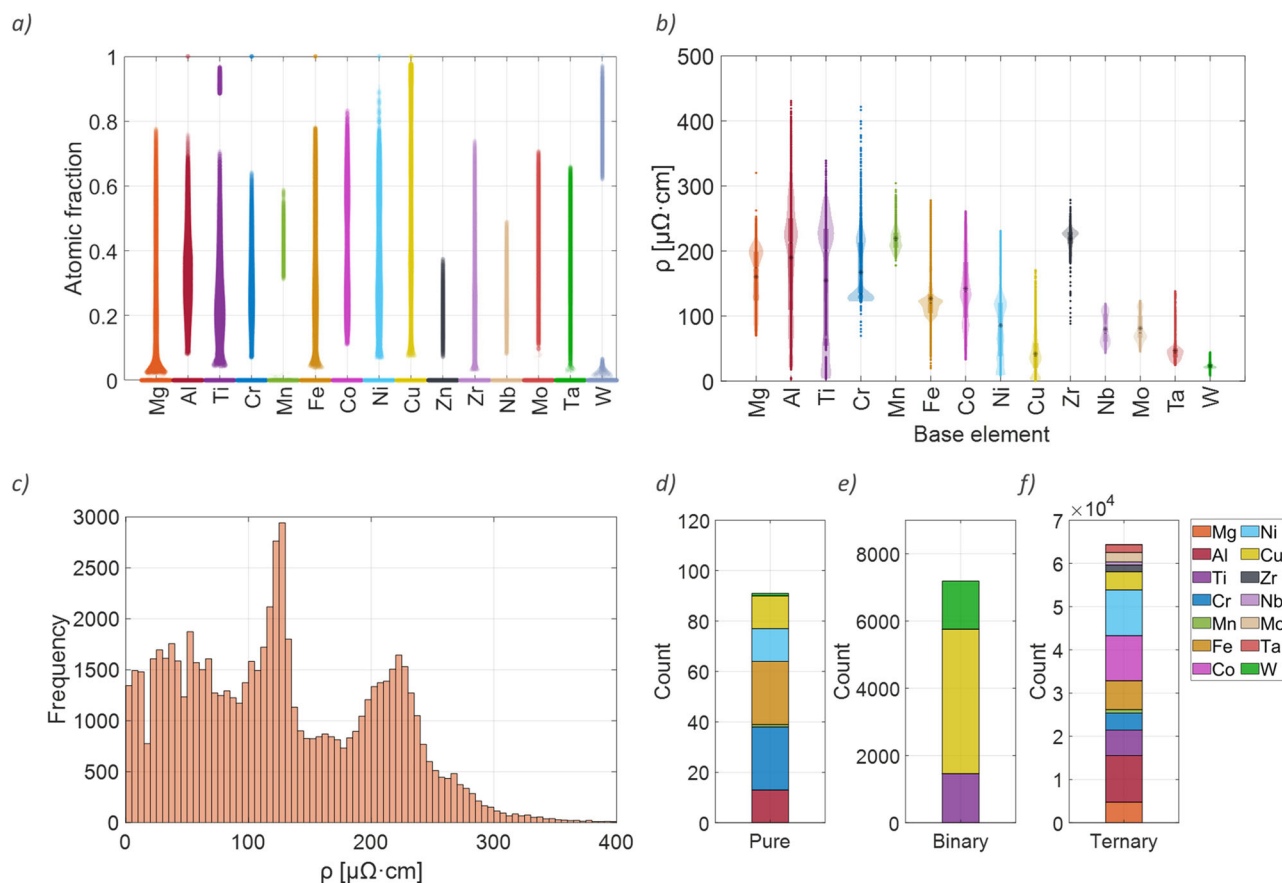 a)
1
0.8
0.6
0.4
0.2
0
Atomic fraction
Mg Al Ti Cr Mn Fe Co Ni Cu Zn Zr Nb Mo Ta W
b)
500
400
300
200
100
0
ρ [µΩ·cm]
Mg Al Ti Cr Mn Fe Co Ni Cu Zr Nb Mo Ta W
Base element
c)
3000
2500
2000
1500
1000
500
0
Frequency
0 100 200 300 400
ρ [µΩ·cm]
d)
120
100
80
60
40
20
0
Count
Pure
e)
8000
6000
4000
2000
0
Count
Binary
f)
×10⁴
7
6
5
4
3
2
1
0
Count
Ternary
Mg Ni
Al Cu
Ti Zr
Cr Nb
Mn Mo
Fe Ta
Co W